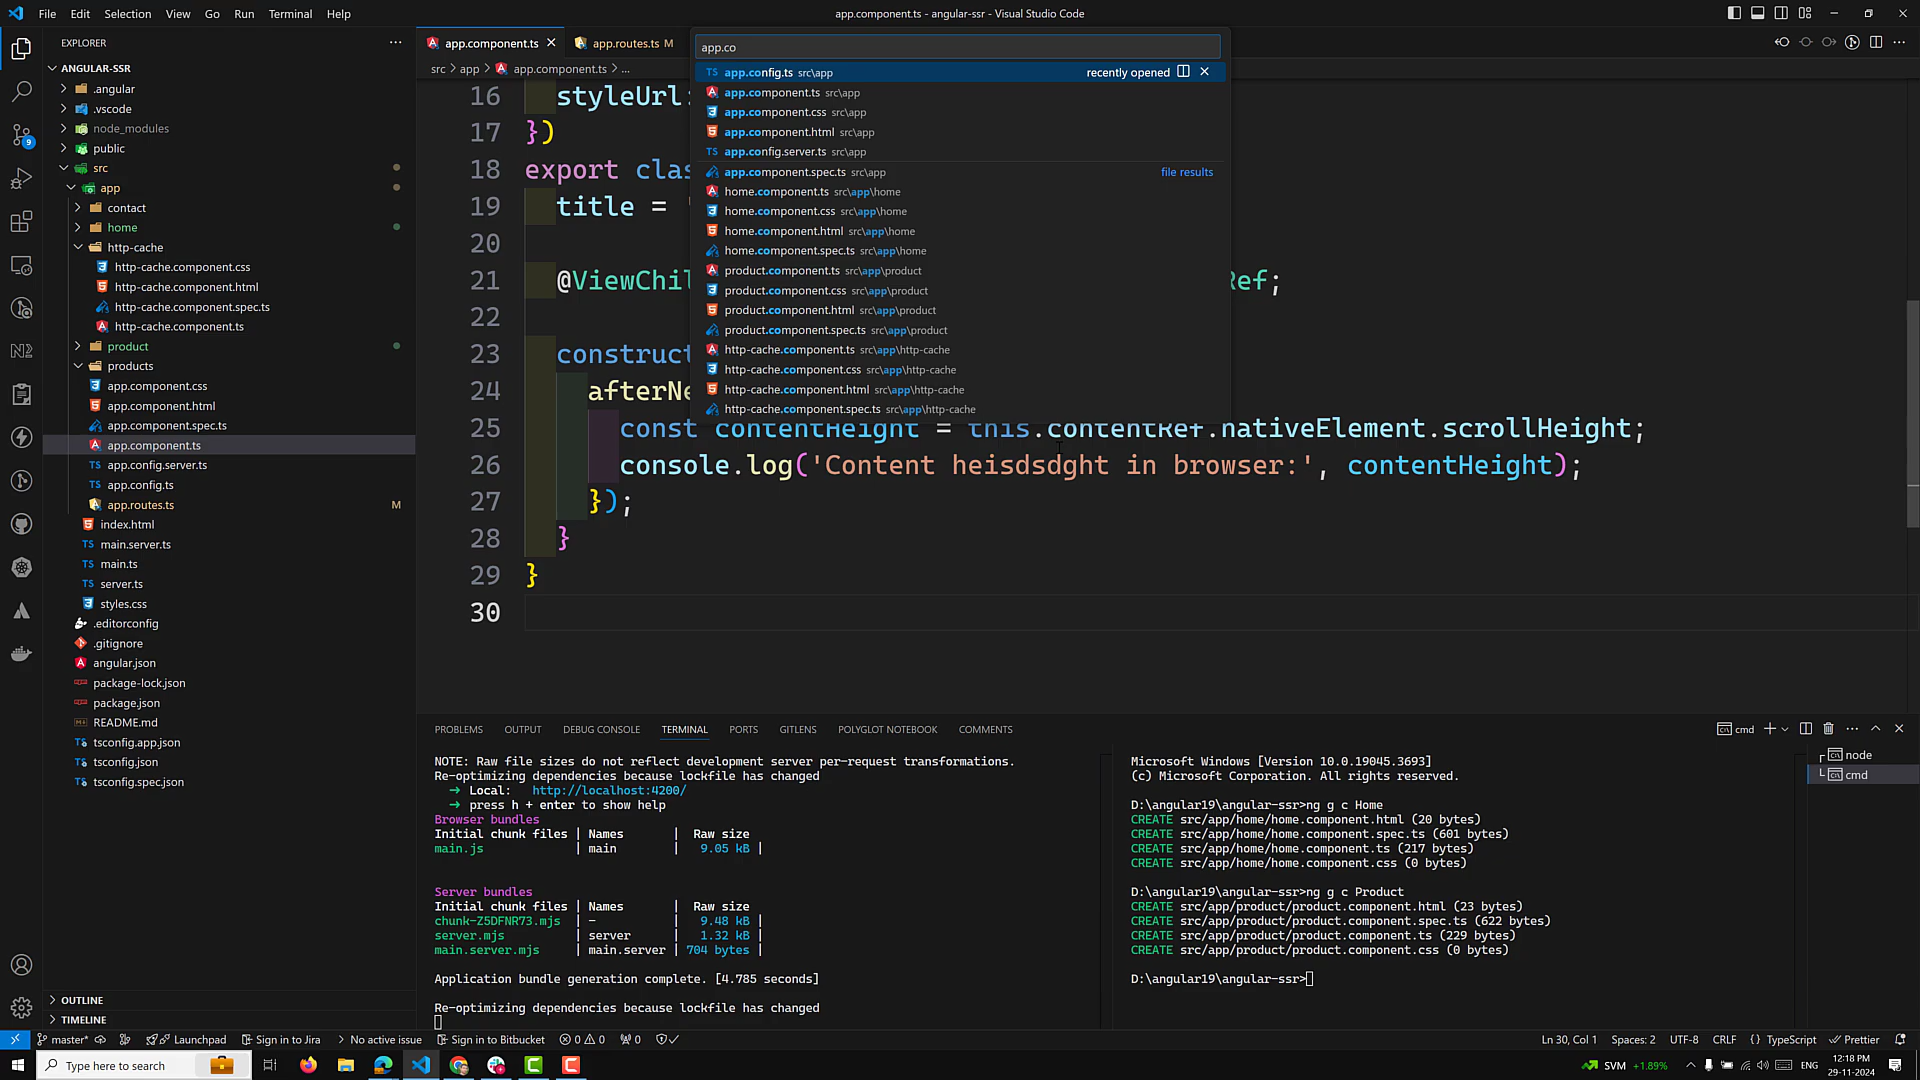 File Edit Selection View Go Run Terminal Help
app.component.ts - angular-ssr - Visual Studio Code
EXPLORER
ANGULAR-SSR
.angular
.vscode
node_modules
public
src
app
contact
home
http-cache
http-cache.component.css
http-cache.component.html
http-cache.component.spec.ts
http-cache.component.ts
product
products
app.component.css
app.component.html
app.component.spec.ts
app.component.ts
app.config.server.ts
app.config.ts
app.routes.ts M
index.html
main.server.ts
main.ts
server.ts
styles.css
.editorconfig
.gitignore
angular.json
package-lock.json
package.json
README.md
tsconfig.app.json
tsconfig.json
tsconfig.spec.json
OUTLINE
TIMELINE
9
app.component.ts
app.routes.ts M
src > app > app.component.ts > ...
app.co
app.config.ts src\app recently opened
app.component.ts src\app
app.component.css src\app
app.component.html src\app
app.config.server.ts src\app
app.component.spec.ts src\app file results
home.component.ts src\app\home
home.component.css src\app\home
home.component.html src\app\home
home.component.spec.ts src\app\home
product.component.ts src\app\product
product.component.css src\app\product
product.component.html src\app\product
product.component.spec.ts src\app\product
http-cache.component.ts src\app\http-cache
http-cache.component.css src\app\http-cache
http-cache.component.html src\app\http-cache
http-cache.component.spec.ts src\app\http-cache
16 styleUrl:
17 })
18 export clas
19 title = '
20
21 @ViewChil Ref;
22
23 construct
24 afterNe
25 const contentHeight = this.contentRef.nativeElement.scrollHeight;
26 console.log('Content heisdsdght in browser:', contentHeight);
27 });
28 }
29 }
30
PROBLEMS OUTPUT DEBUG CONSOLE TERMINAL PORTS GITLENS POLYGLOT NOTEBOOK COMMENTS
cmd
NOTE: Raw file sizes do not reflect development server per-request transformations.
Re-optimizing dependencies because lockfile has changed
➜ Local: http://localhost:4200/
➜ press h + enter to show help
Browser bundles
Initial chunk files | Names | Raw size
main.js | main | 9.05 kB |
Server bundles
Initial chunk files | Names | Raw size
chunk-Z5DFNR73.mjs | - | 9.48 kB |
server.mjs | server | 1.32 kB |
main.server.mjs | main.server | 704 bytes |
Application bundle generation complete. [4.785 seconds]
Re-optimizing dependencies because lockfile has changed
Microsoft Windows [Version 10.0.19045.3693]
(c) Microsoft Corporation. All rights reserved.
D:\angular19\angular-ssr>ng g c Home
CREATE src/app/home/home.component.html (20 bytes)
CREATE src/app/home/home.component.spec.ts (601 bytes)
CREATE src/app/home/home.component.ts (217 bytes)
CREATE src/app/home/home.component.css (0 bytes)
D:\angular19\angular-ssr>ng g c Product
CREATE src/app/product/product.component.html (23 bytes)
CREATE src/app/product/product.component.spec.ts (622 bytes)
CREATE src/app/product/product.component.ts (229 bytes)
CREATE src/app/product/product.component.css (0 bytes)
D:\angular19\angular-ssr>
node
cmd
master* Launchpad Sign in to Jira No active issue Sign in to Bitbucket 0 0 0 Ln 30, Col 1 Spaces: 2 UTF-8 CRLF {} TypeScript Prettier
Type here to search
SVM +1.89% ENG
12:18 PM
29-11-2024